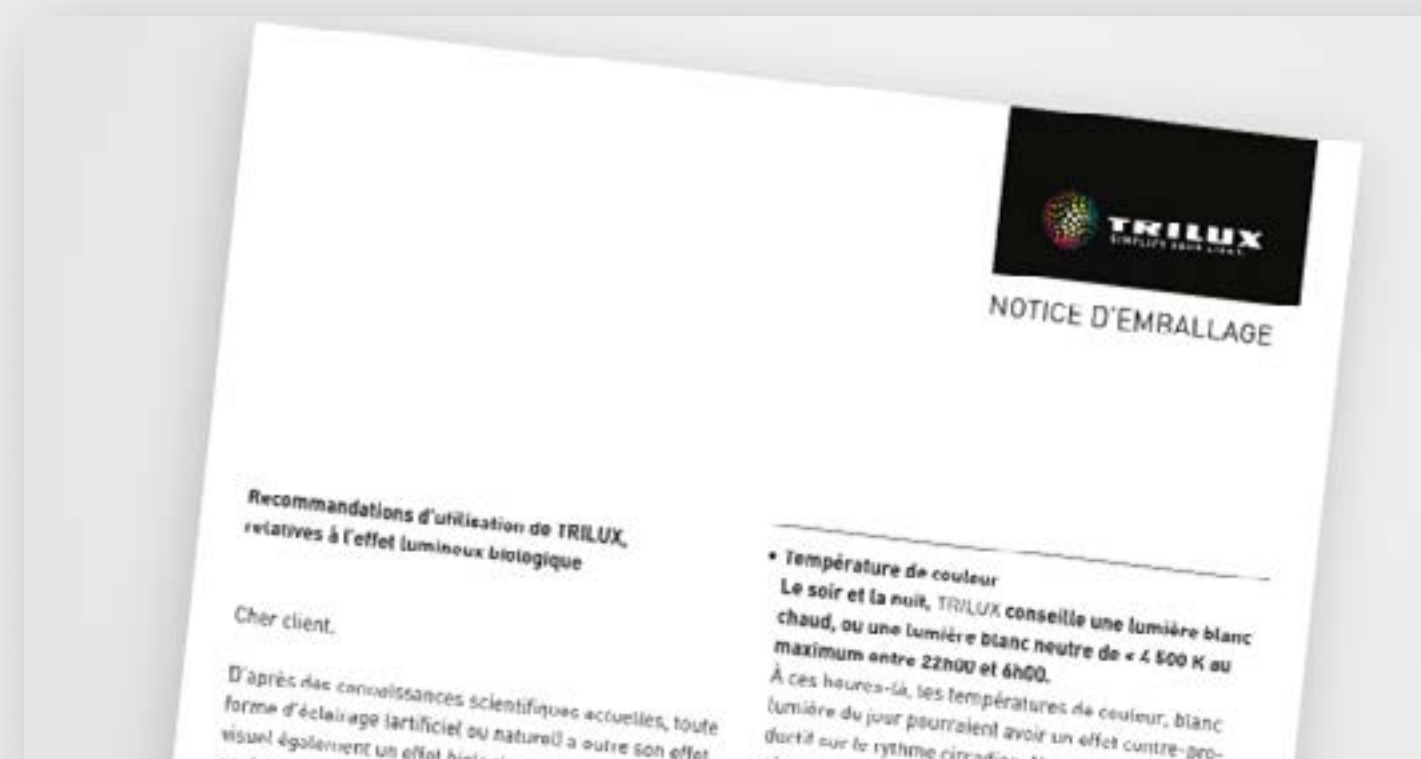 TRILUX
SIMPLIFY YOUR LIGHT.
NOTICE D'EMBALLAGE
Recommandations d'utilisation de TRILUX,
relatives à l'effet lumineux biologique
Cher client.
D'après des connaissances scientifiques actuelles, toute
forme d'éclairage (artificiel ou naturel) a outre son effet
visuel également un effet
• Température de couleur
Le soir et la nuit, TRILUX conseille une lumière blanc
chaud, ou une lumière blanc neutre de < 4 500 K au
maximum entre 22h00 et 6h00.
À ces heures-là, les températures de couleur, blanc
lumière du jour pourraient avoir un effet contre-pro-
ductif sur le rythme